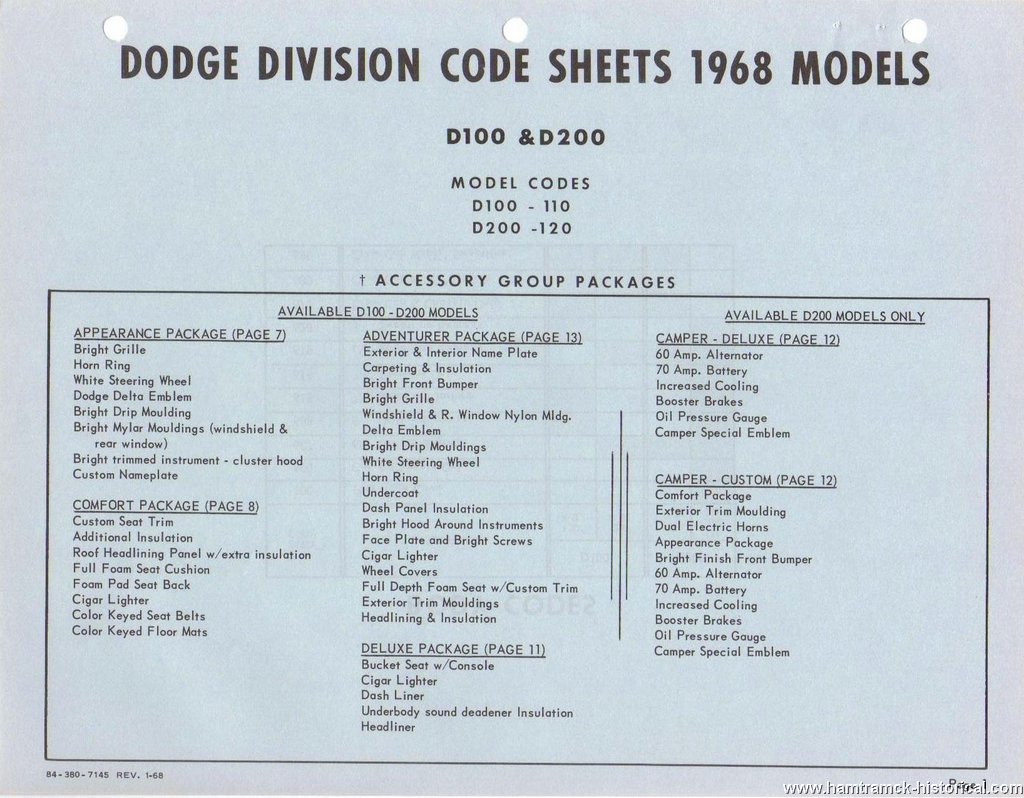 DODGE DIVISION CODE SHEETS 1968 MODELS
D100 & D200
MODEL CODES
D100 - 110
D200 -120
† ACCESSORY GROUP PACKAGES
AVAILABLE D100 - D200 MODELS
APPEARANCE PACKAGE (PAGE 7)
Bright Grille
Horn Ring
White Steering Wheel
Dodge Delta Emblem
Bright Drip Moulding
Bright Mylar Mouldings (windshield &
rear window)
Bright trimmed instrument - cluster hood
Custom Nameplate
COMFORT PACKAGE (PAGE 8)
Custom Seat Trim
Additional Insulation
Roof Headlining Panel w/extra insulation
Full Foam Seat Cushion
Foam Pad Seat Back
Cigar Lighter
Color Keyed Seat Belts
Color Keyed Floor Mats
ADVENTURER PACKAGE (PAGE 13)
Exterior & Interior Name Plate
Carpeting & Insulation
Bright Front Bumper
Bright Grille
Windshield & R. Window Nylon Mldg.
Delta Emblem
Bright Drip Mouldings
White Steering Wheel
Horn Ring
Undercoat
Dash Panel Insulation
Bright Hood Around Instruments
Face Plate and Bright Screws
Cigar Lighter
Wheel Covers
Full Depth Foam Seat w/Custom Trim
Exterior Trim Mouldings
Headlining & Insulation
DELUXE PACKAGE (PAGE 11)
Bucket Seat w/Console
Cigar Lighter
Dash Liner
Underbody sound deadener Insulation
Headliner
AVAILABLE D200 MODELS ONLY
CAMPER - DELUXE (PAGE 12)
60 Amp. Alternator
70 Amp. Battery
Increased Cooling
Booster Brakes
Oil Pressure Gauge
Camper Special Emblem
CAMPER - CUSTOM (PAGE 12)
Comfort Package
Exterior Trim Moulding
Dual Electric Horns
Appearance Package
Bright Finish Front Bumper
60 Amp. Alternator
70 Amp. Battery
Increased Cooling
Booster Brakes
Oil Pressure Gauge
Camper Special Emblem
84-380-7145 REV. 1-68
Page 1
www.hamtramck-historical.com